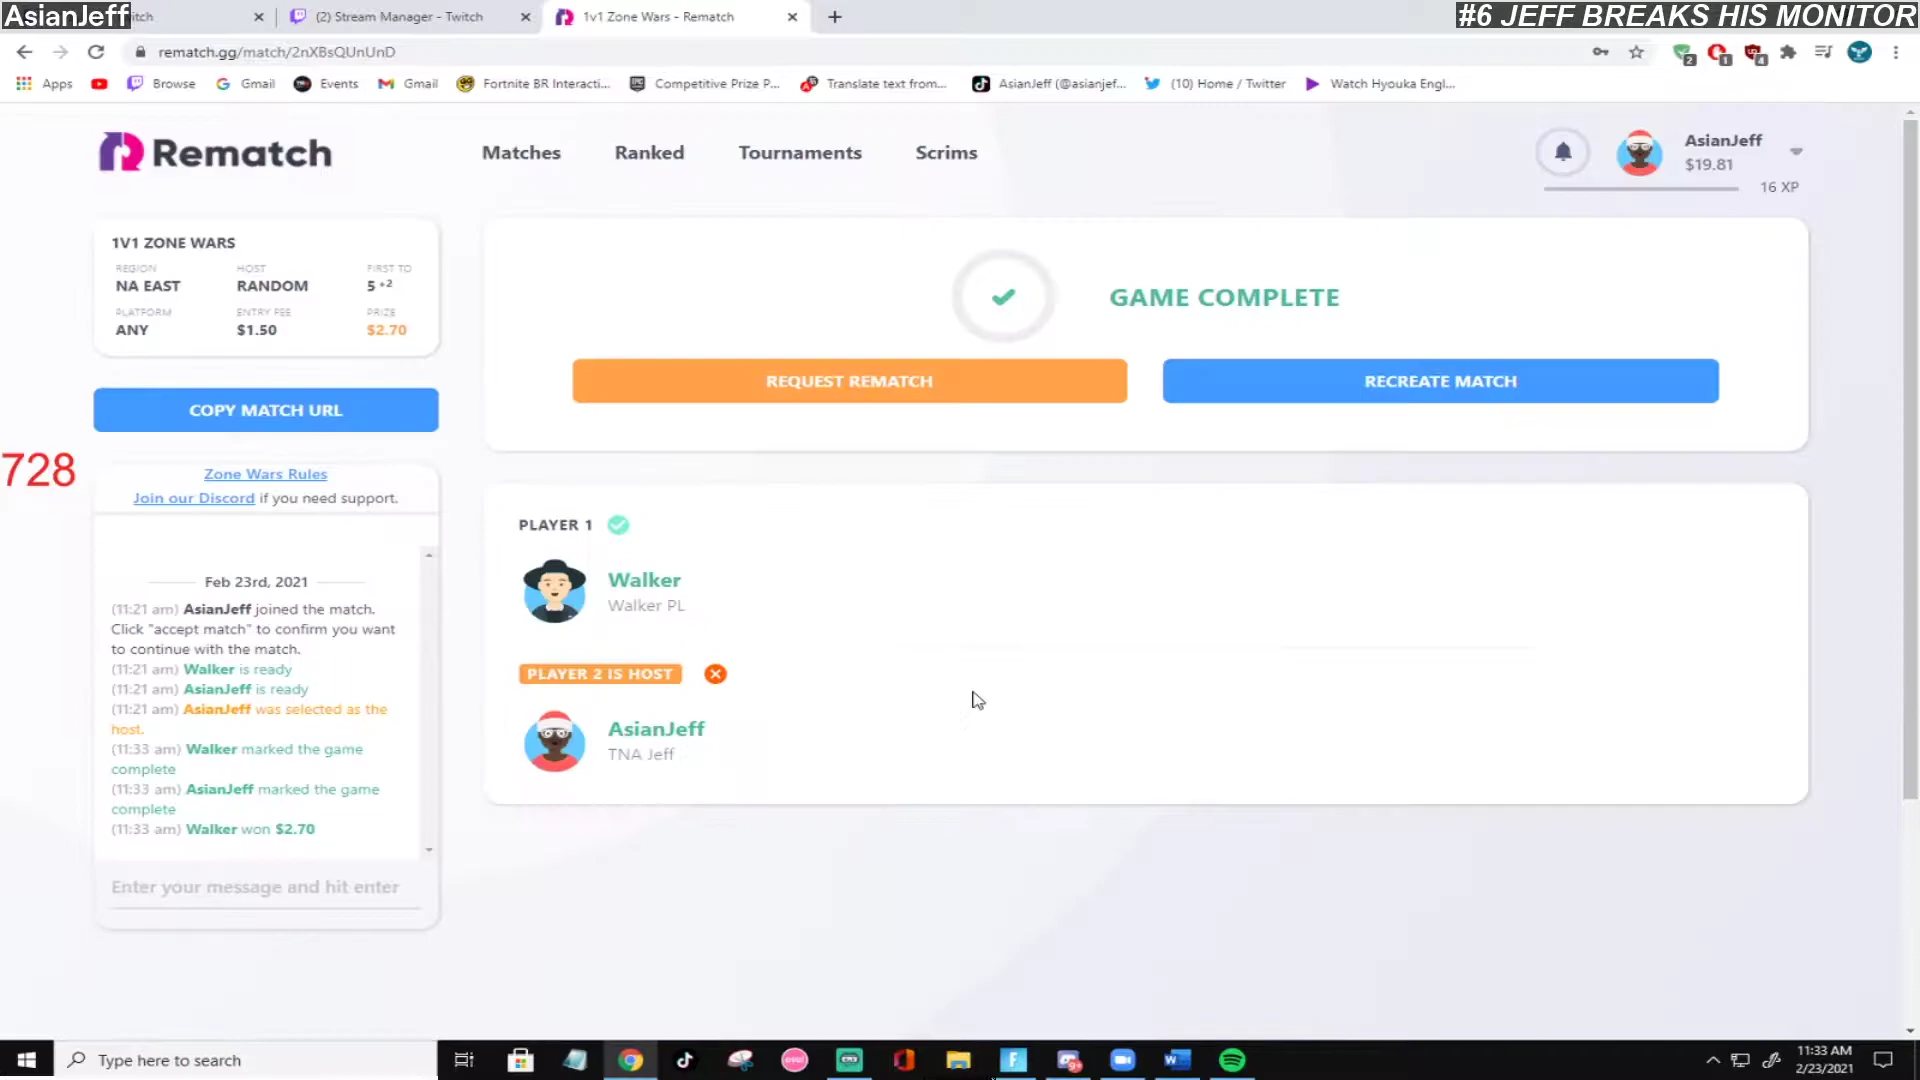 AsianJeff
itch
(2) Stream Manager - Twitch
1v1 Zone Wars - Rematch
#6 JEFF BREAKS HIS MONITOR
rematch.gg/match/2nXBsQUnUnD
2
1
4
Apps
Browse
Gmail
Events
Gmail
Fortnite BR Interacti...
Competitive Prize P...
Translate text from...
AsianJeff (@asianjef...
(10) Home / Twitter
Watch Hyouka Engl...
Rematch
Matches
Ranked
Tournaments
Scrims
AsianJeff
$19.81
16 XP
1V1 ZONE WARS
REGION HOST FIRST TO
NA EAST RANDOM 5 +2
PLATFORM ENTRY FEE PRIZE
ANY $1.50 $2.70
COPY MATCH URL
728
Zone Wars Rules
Join our Discord if you need support.
Feb 23rd, 2021
(11:21 am) AsianJeff joined the match.
Click "accept match" to confirm you want
to continue with the match.
(11:21 am) Walker is ready
(11:21 am) AsianJeff is ready
(11:21 am) AsianJeff was selected as the
host.
(11:33 am) Walker marked the game
complete
(11:33 am) AsianJeff marked the game
complete
(11:33 am) Walker won $2.70
Enter your message and hit enter
GAME COMPLETE
REQUEST REMATCH
RECREATE MATCH
PLAYER 1
Walker
Walker PL
PLAYER 2 IS HOST
AsianJeff
TNA Jeff
Type here to search
osu!
11:33 AM
2/23/2021